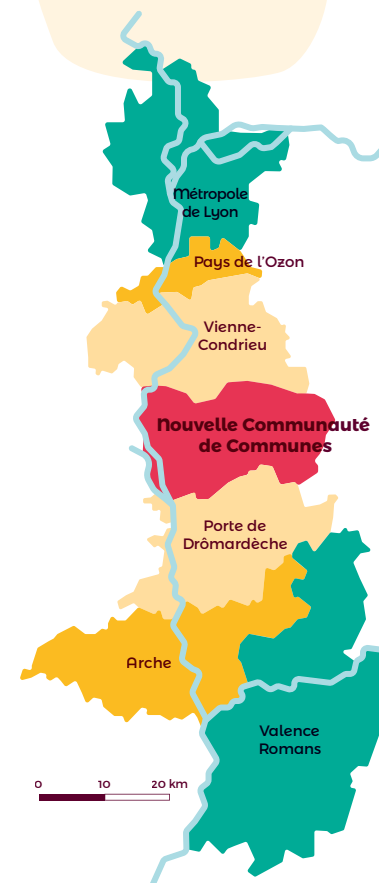 Métropole
de Lyon
Pays de l'Ozon
Vienne-
Condrieu
Nouvelle Communauté
de Communes
Porte de
Drômardèche
Arche
Valence
Romans
0 10 20 km